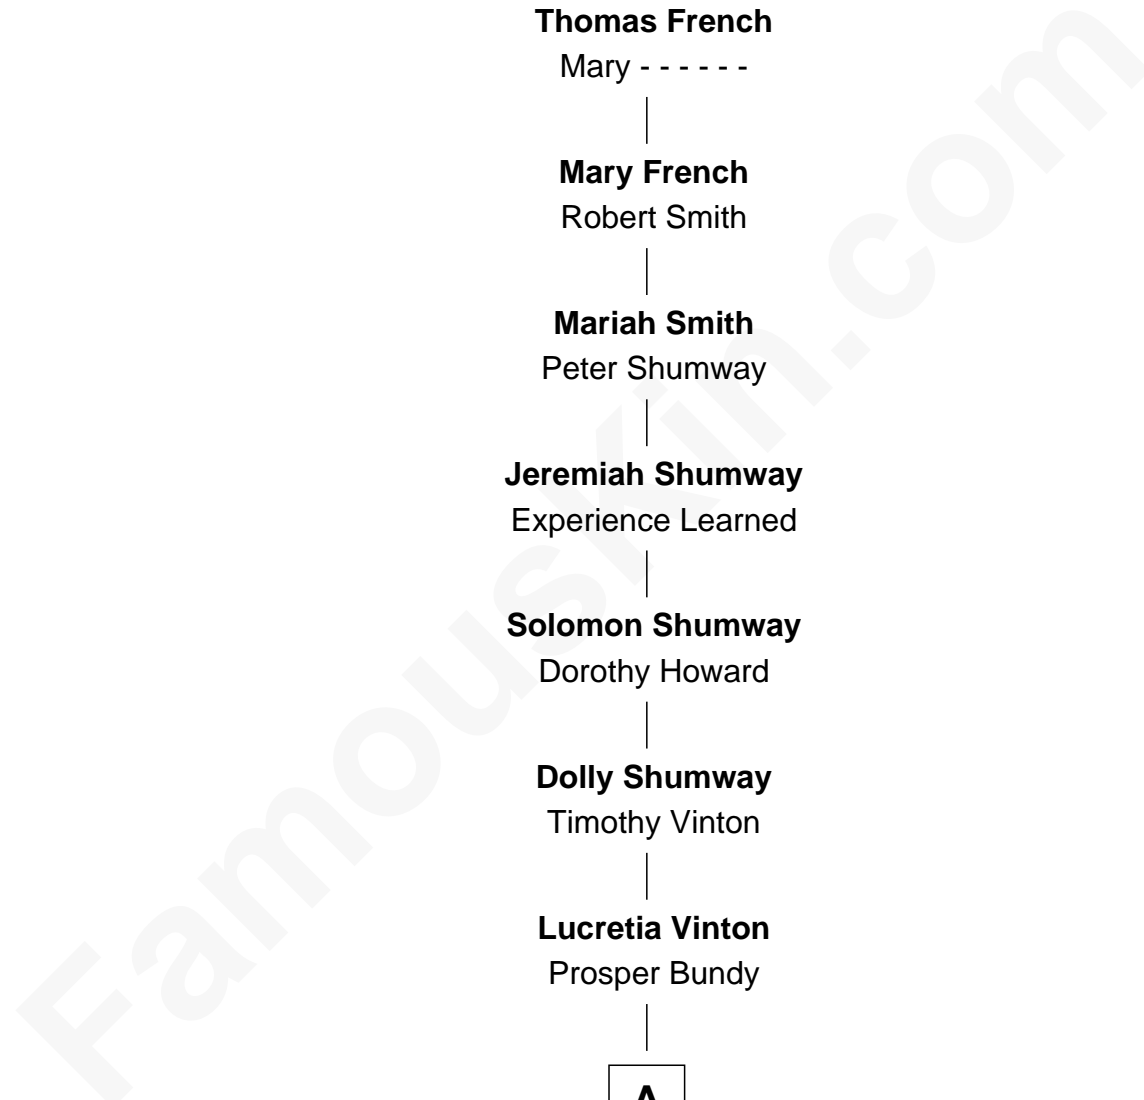 Thomas French
Mary - - - - - -
Mary French
Robert Smith
Mariah Smith
Peter Shumway
Jeremiah Shumway
Experience Learned
Solomon Shumway
Dorothy Howard
Dolly Shumway
Timothy Vinton
Lucretia Vinton
Prosper Bundy
A
FamousKin.com